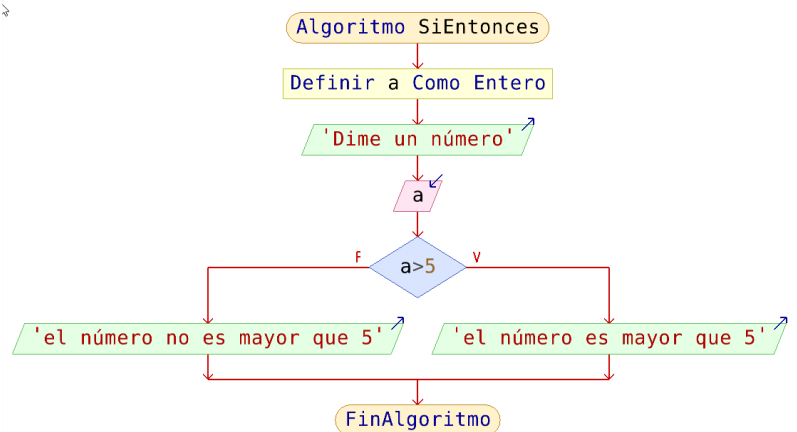 Algoritmo SiEntonces
Definir a Como Entero
'Dime un número'
a
F
a>5
V
'el número no es mayor que 5'
'el número es mayor que 5'
FinAlgoritmo